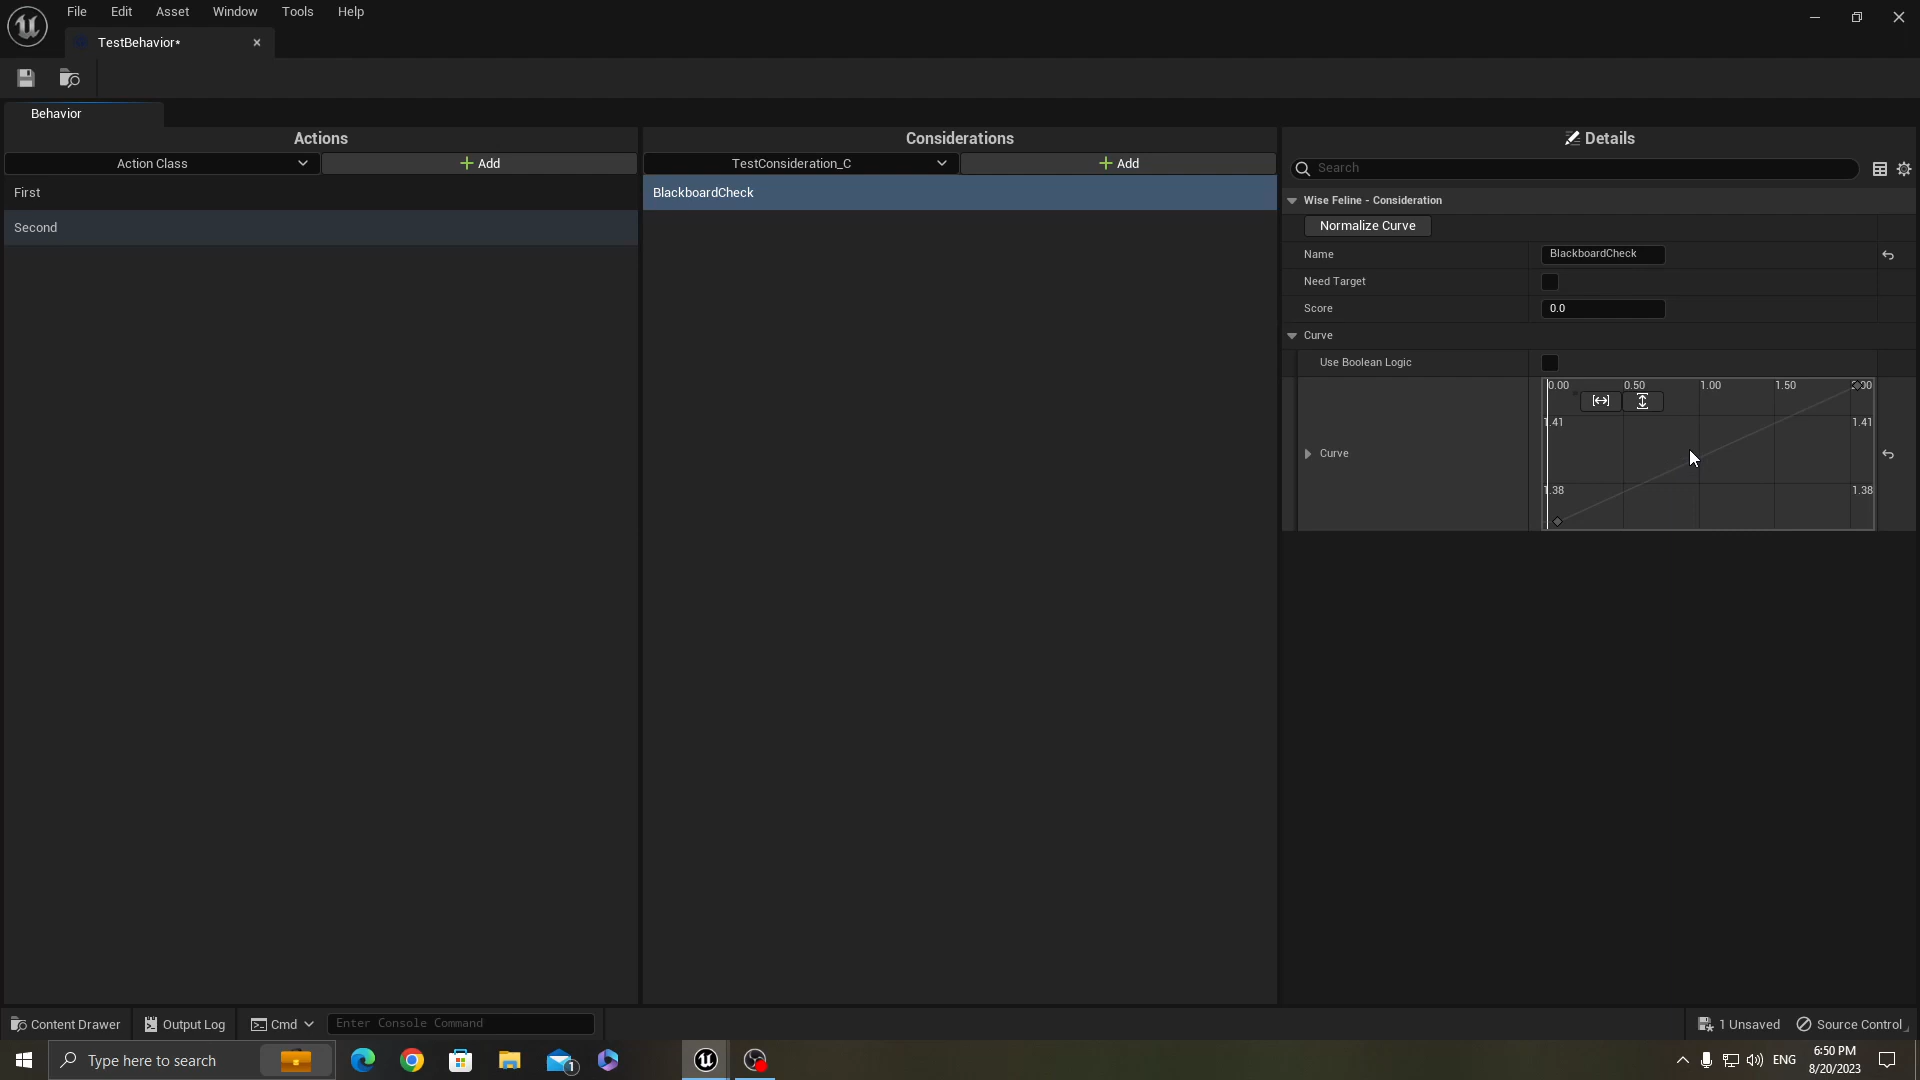 File Edit Asset Window Tools Help
TestBehavior*
Behavior
Actions
Action Class
Add
First
Second
Considerations
TestConsideration_C
Add
BlackboardCheck
Details
Search
Wise Feline - Consideration
Normalize Curve
Name BlackboardCheck
Need Target
Score 0.0
Curve
Use Boolean Logic
Curve
0.00 0.50 1.00 1.50
1.41 1.41
1.38 1.38
Content Drawer Output Log Cmd Enter Console Command
1 Unsaved Source Control
Type here to search
1
ENG
6:50 PM
8/20/2023